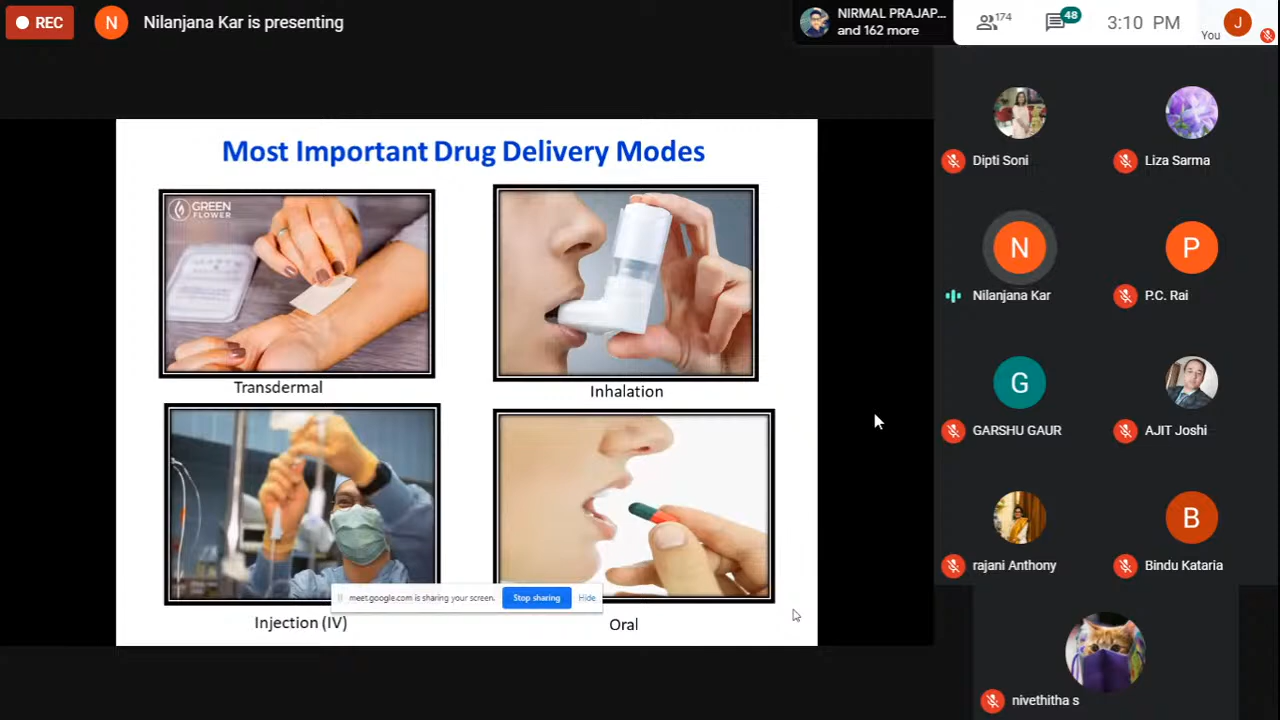 REC
N
Nilanjana Kar is presenting
NIRMAL PRAJAP...
and 162 more
174
48
3:10 PM
You
J
Most Important Drug Delivery Modes
GREEN
FLOWER
Transdermal
Inhalation
meet.google.com is sharing your screen.
Stop sharing
Hide
Injection (IV)
Oral
Dipti Soni
Liza Sarma
N
Nilanjana Kar
P
P.C. Rai
G
GARSHU GAUR
AJIT Joshi
rajani Anthony
B
Bindu Kataria
nivethitha s